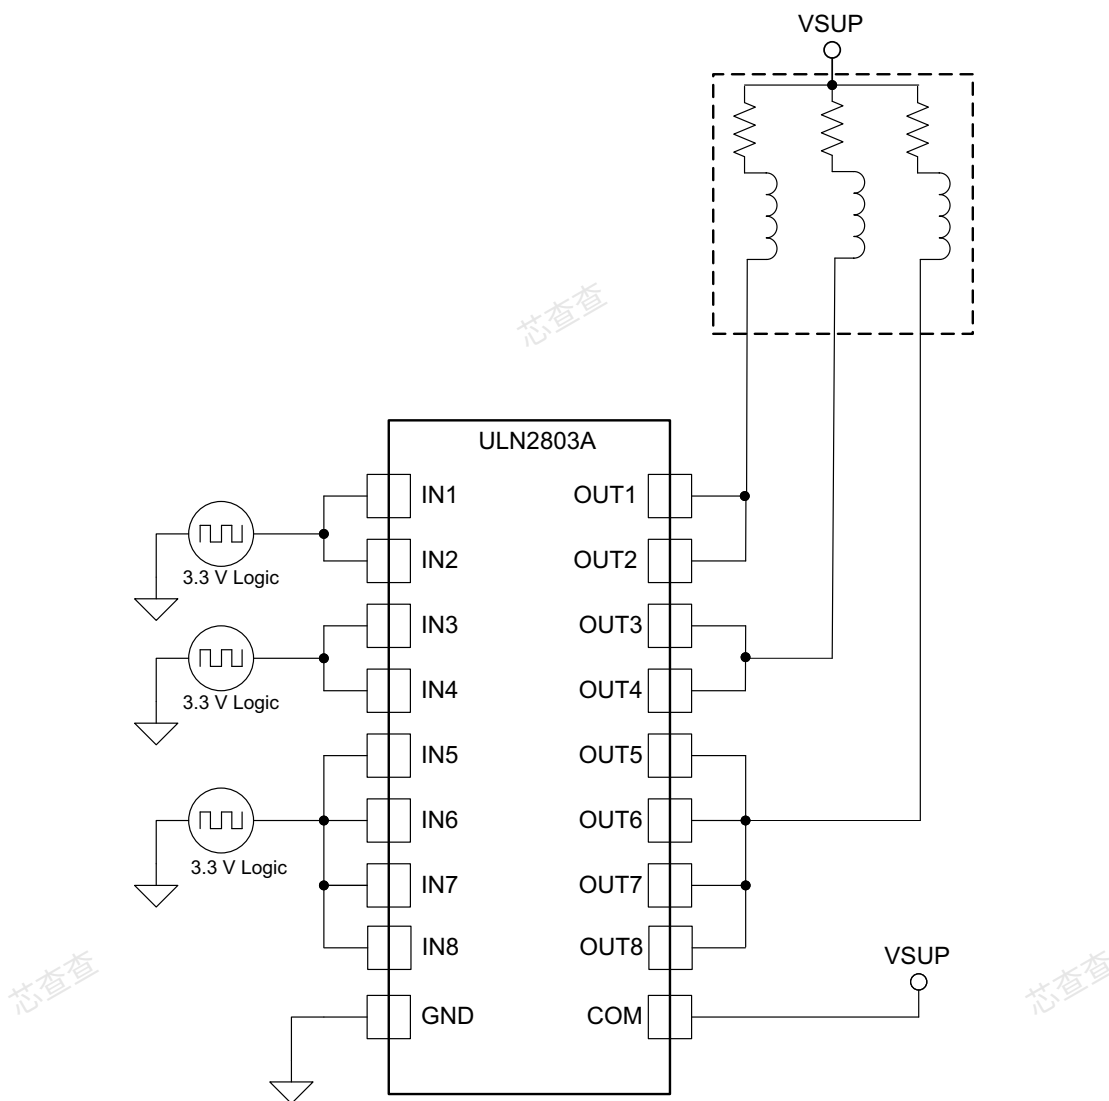 VSUP
芯查查
ULN2803A
IN1 OUT1
IN2 OUT2
3.3 V Logic
IN3 OUT3
IN4 OUT4
3.3 V Logic
IN5 OUT5
IN6 OUT6
3.3 V Logic
IN7 OUT7
IN8 OUT8
VSUP
芯查查
芯查查
GND COM